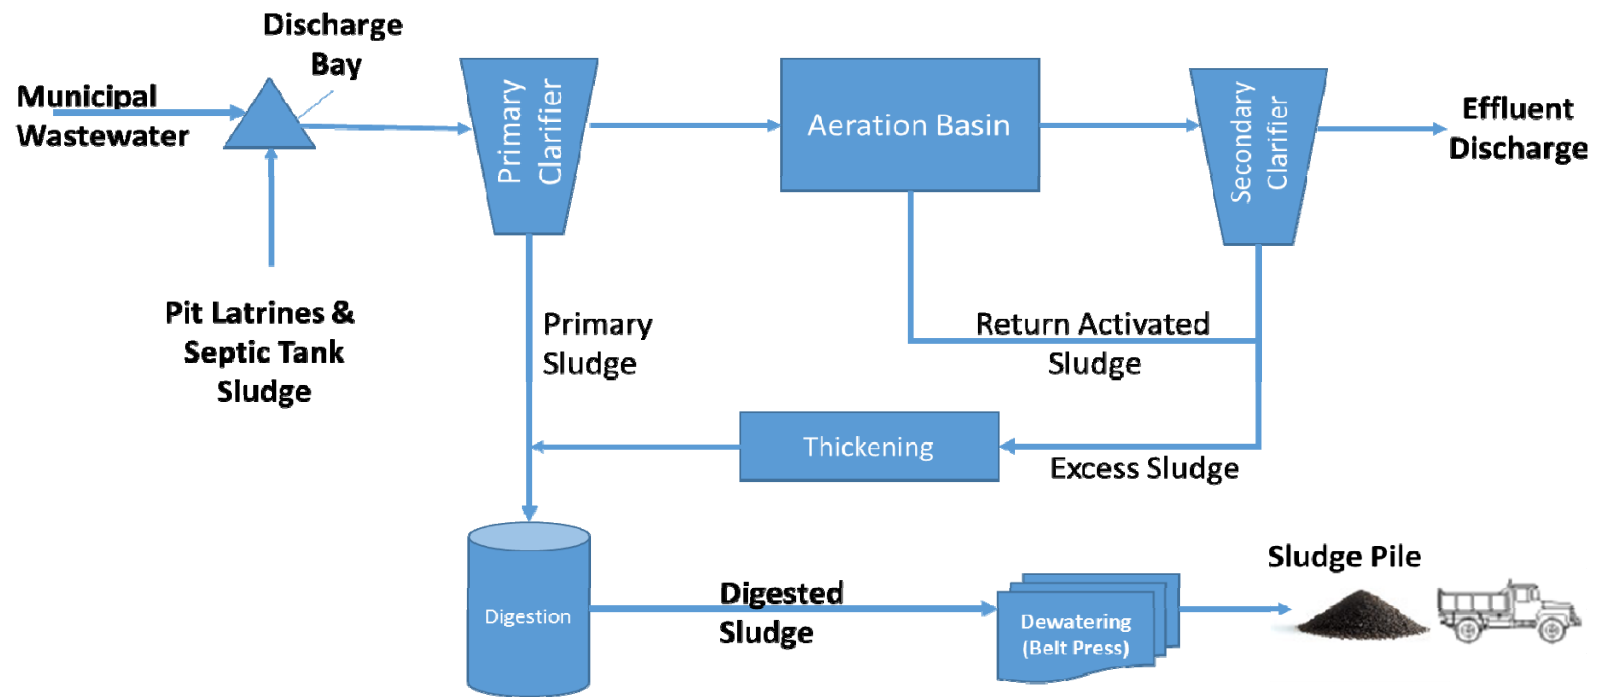 Discharge
Bay
Municipal
Wastewater
Primary
Clarifier
Aeration Basin
Secondary
Clarifier
Effluent
Discharge
Pit Latrines &
Septic Tank
Sludge
Primary
Sludge
Return Activated
Sludge
Thickening
Excess Sludge
Digestion
Digested
Sludge
Dewatering
(Belt Press)
Sludge Pile